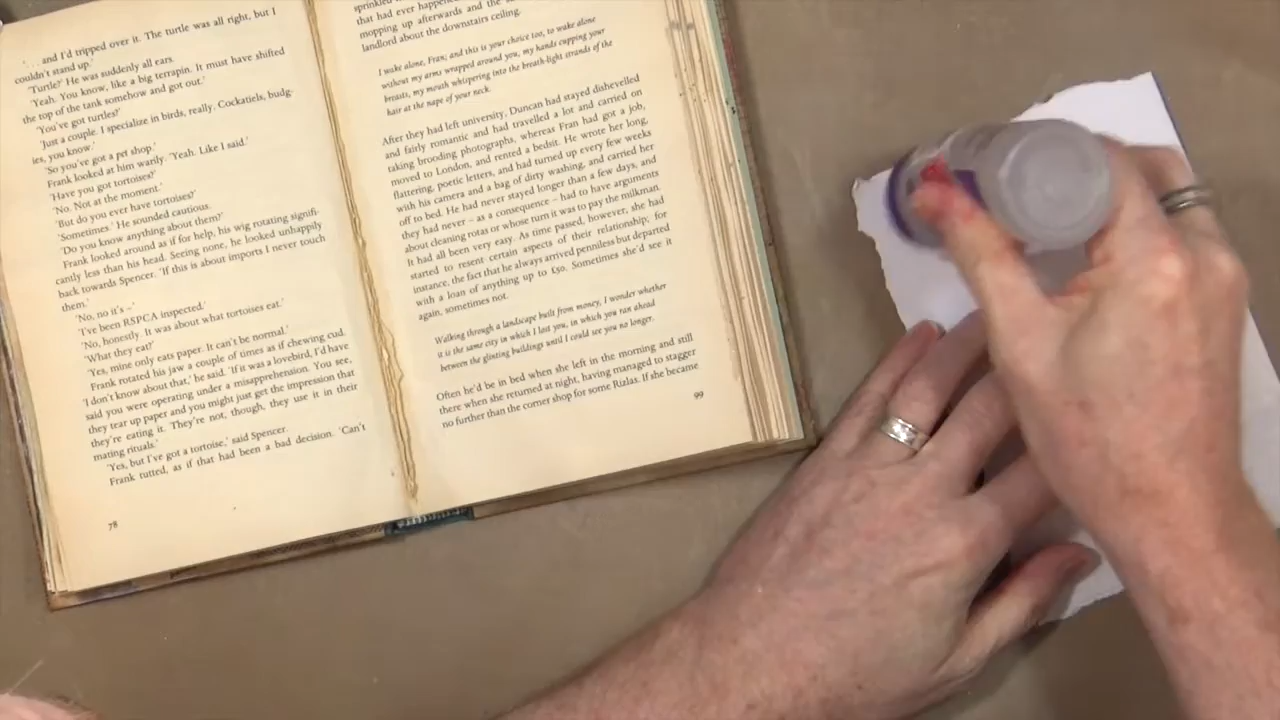 '. . . and I'd tripped over it. The turtle was all right, but I
couldn't stand up.'
'Turtle?' He was suddenly all ears.
'Yeah. You know, like a big terrapin. It must have shifted
the top of the tank somehow and got out.'
'You've got turtles?'
'Just a couple. I specialize in birds, really. Cockatiels, budg-
ies, you know.'
'So you've got a pet shop.'
Frank looked at him warily. 'Yeah. Like I said.'
'Have you got tortoises?'
'No. Not at the moment.'
'But do you ever have tortoises?'
'Sometimes.' He sounded cautious.
'Do you know anything about them?'
Frank looked around as if for help, his wig rotating signifi-
cantly less than his head. Seeing none, he looked unhappily
back towards Spencer. 'If this is about imports I never touch
them.'
'No, no it's –'
'I've been RSPCA inspected.'
'No, honestly. It was about what tortoises eat.'
'What they eat?'
'Yes, mine only eats paper. It can't be normal.'
Frank rotated his jaw a couple of times as if chewing cud.
'I don't know about that,' he said. 'If it was a lovebird, I'd have
said you were operating under a misapprehension. You see,
they tear up paper and you might just get the impression that
they're eating it. They're not, though, they use it in their
mating rituals.'
'Yes, but I've got a tortoise,' said Spencer.
Frank tutted, as if that had been a bad decision. 'Can't
78
sprinkled
that had ever happe
mopping up afterwards and the
landlord about the downstairs ceiling.
I wake alone, Fran; and this is your choice too, to wake alone
without my arms wrapped around you, my hands cupping your
breasts, my mouth whispering into the breath-light strands of the
hair at the nape of your neck.
After they had left university, Duncan had stayed dishevelled
and fairly romantic and had travelled a lot and carried on
taking brooding photographs, whereas Fran had got a job,
moved to London, and rented a bedsit. He wrote her long,
flattering, poetic letters, and had turned up every few weeks
with his camera and a bag of dirty washing, and carried her
off to bed. He had never stayed longer than a few days, and
they had never – as a consequence – had to have arguments
about cleaning rotas or whose turn it was to pay the milkman.
It had all been very easy. As time passed, however, she had
started to resent certain aspects of their relationship, for
instance, the fact that he always arrived penniless but departed
with a loan of anything up to £50. Sometimes she'd see it
again, sometimes not.
Walking through a landscape built from money, I wonder whether
it is the same city in which I lost you, in which you ran ahead
between the glinting buildings until I could see you no longer.
Often he'd be in bed when she left in the morning and still
there when she returned at night, having managed to stagger
no further than the corner shop for some Rizlas. If she became
99